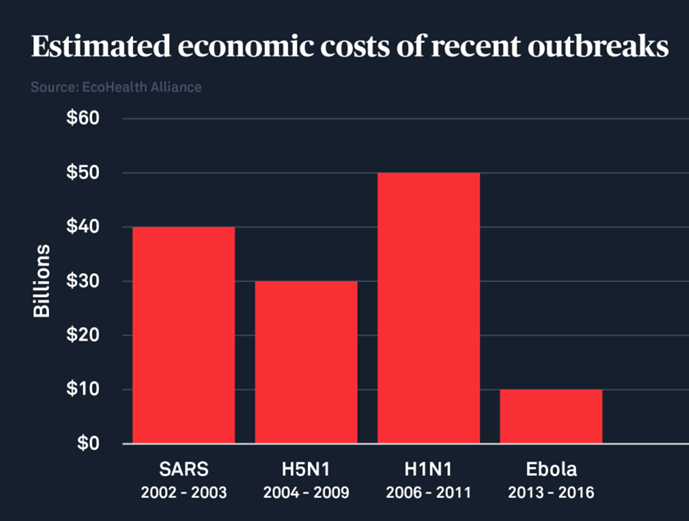 Estimated economic costs of recent outbreaks
Source: EcoHealth Alliance
$60
$50
$40
$30
$20
$10
$0
Billions
SARS
2002 - 2003
H5N1
2004 - 2009
H1N1
2006 - 2011
Ebola
2013 - 2016